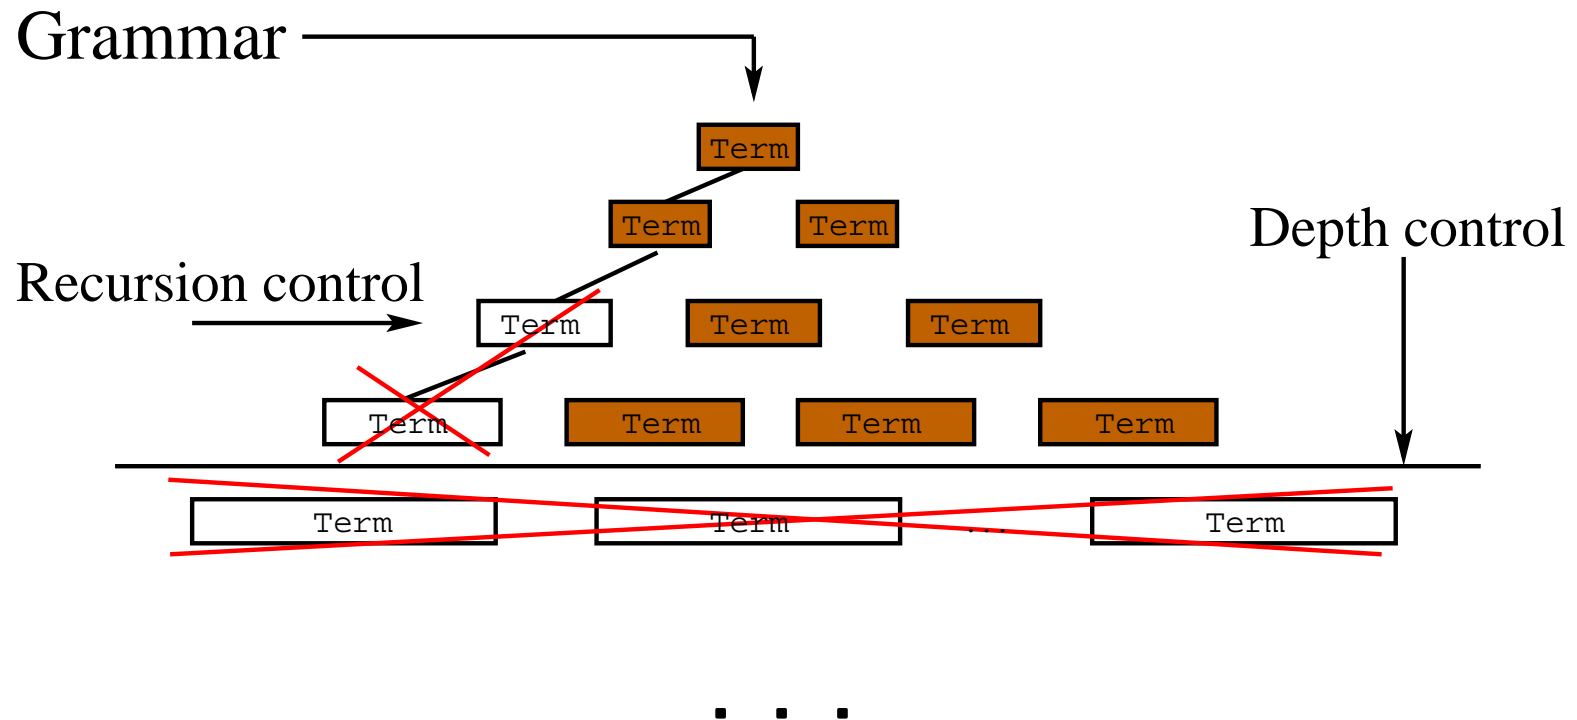 Grammar
Term
Term Term
Depth control
Recursion control
Term Term Term
Term Term Term Term
Term Term ... Term
. . .